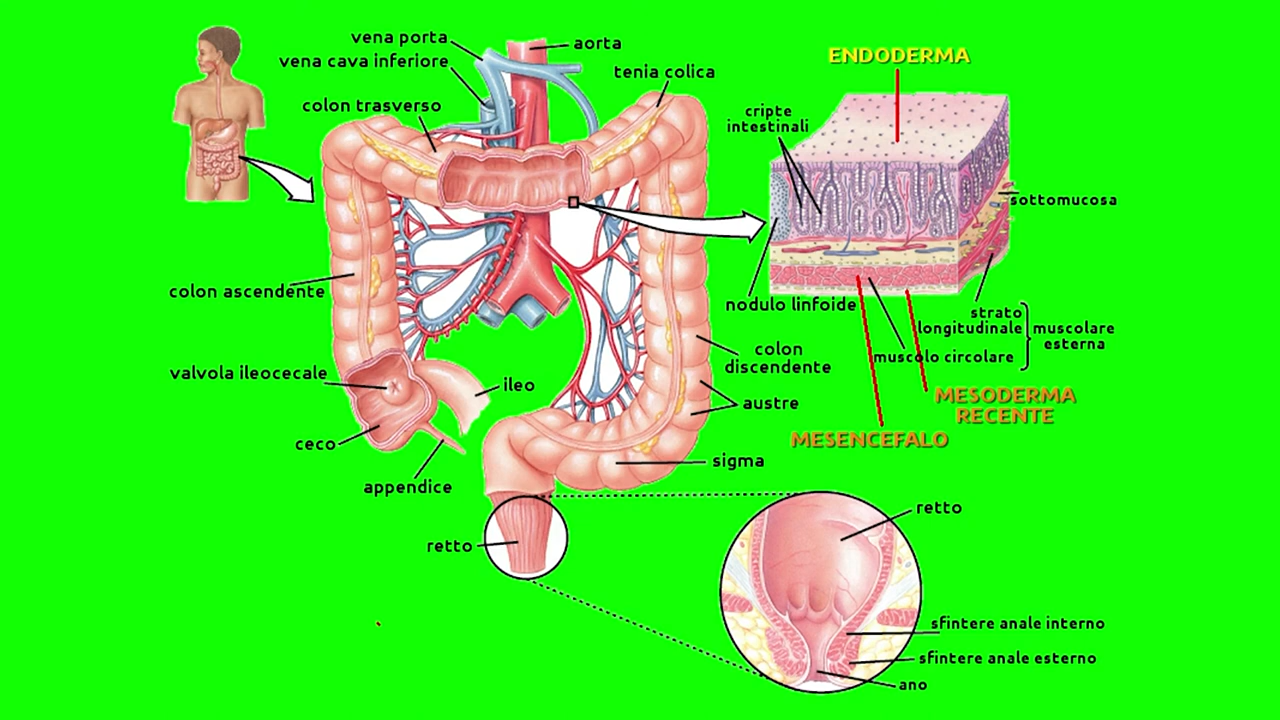 vena porta
aorta
vena cava inferiore
tenia colica
colon trasverso
ENDODERMA
cripte
intestinali
sottomucosa
colon ascendente
nodulo linfoide
strato
longitudinale
muscolare
esterna
muscolo circolare
colon
discendente
valvola ileocecale
ileo
austre
MESODERMA
RECENTE
MESENCEFALO
ceco
sigma
appendice
retto
retto
sfintere anale interno
sfintere anale esterno
ano